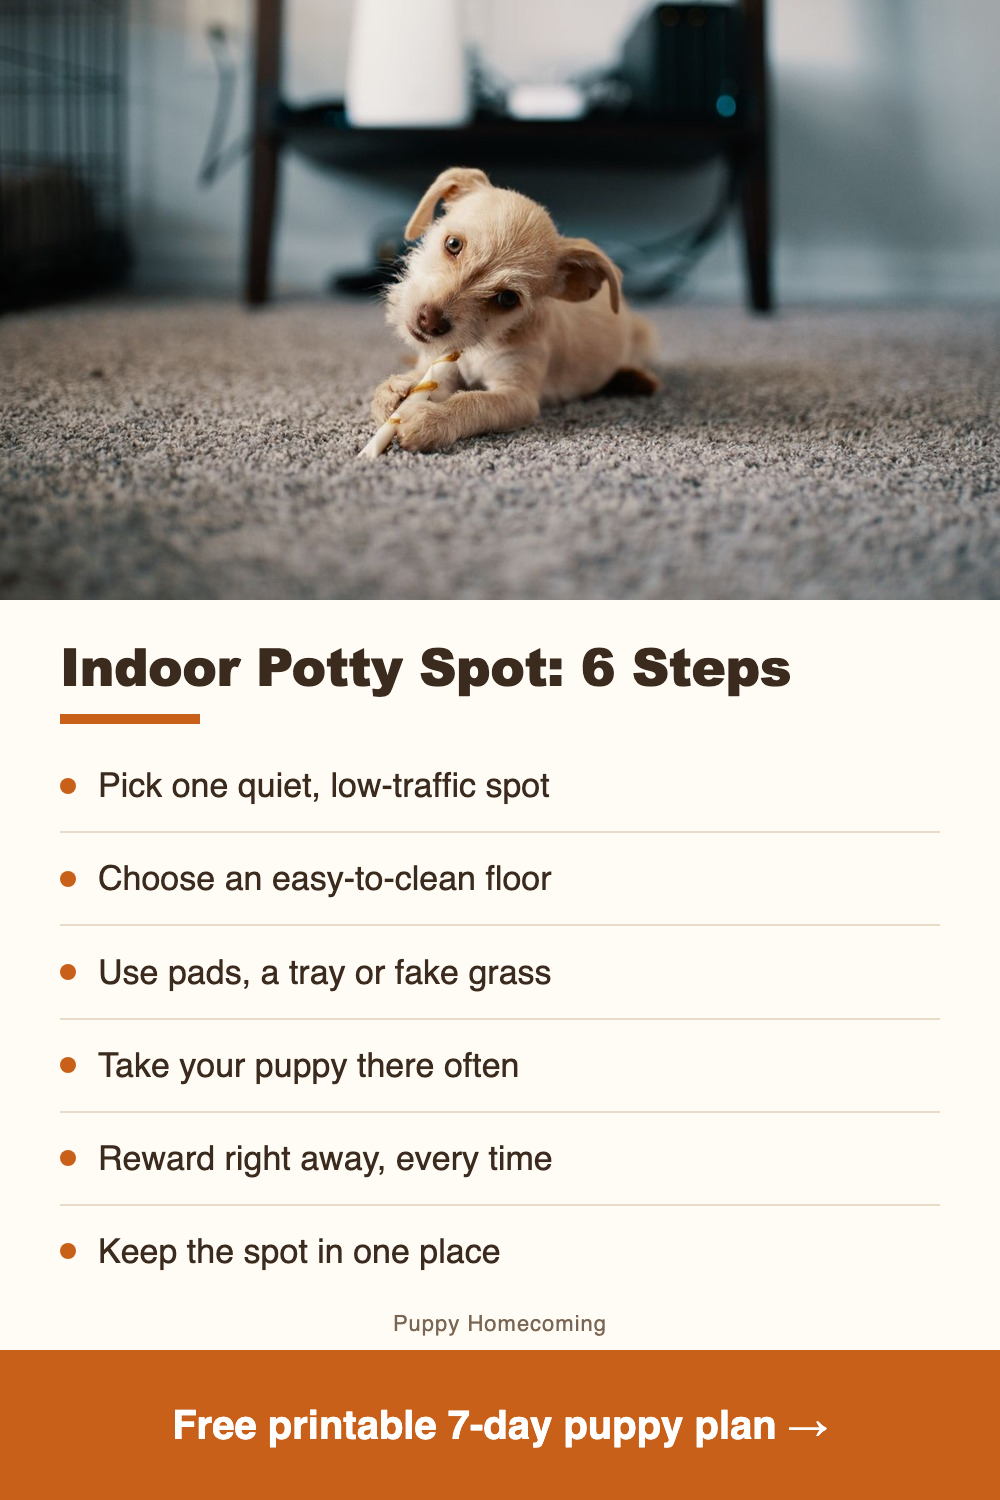 Indoor Potty Spot: 6 Steps
Pick one quiet, low-traffic spot
Choose an easy-to-clean floor
Use pads, a tray or fake grass
Take your puppy there often
Reward right away, every time
Keep the spot in one place
Puppy Homecoming
Free printable 7-day puppy plan →